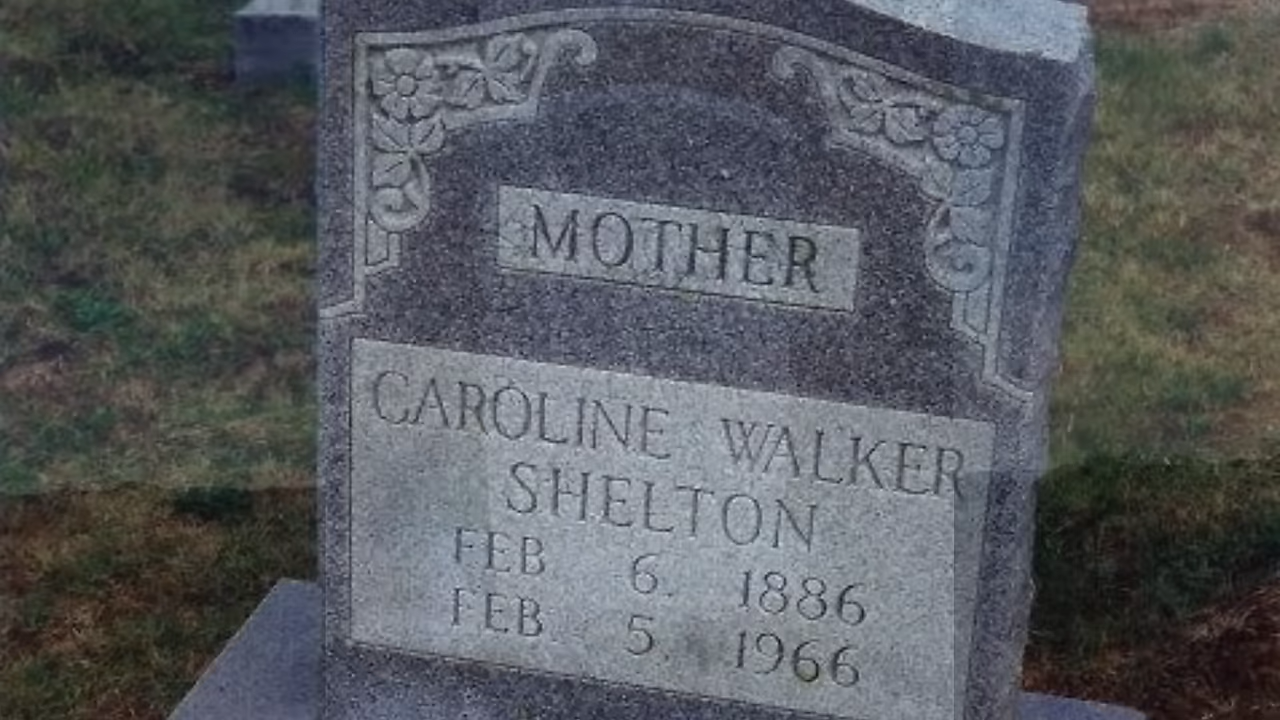 MOTHER
CAROLINE WALKER
SHELTON
FEB 6. 1886
FEB. 5. 1966